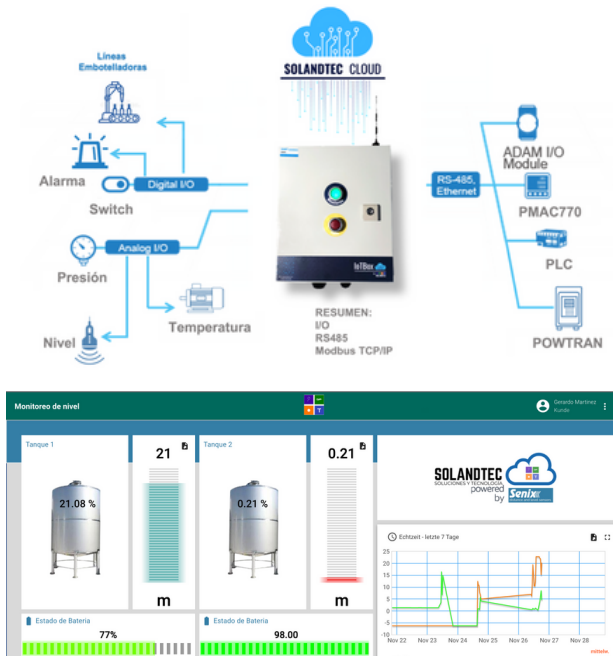 SOLANDTEC CLOUD
Líneas
Embotelladoras
Alarma
Digital I/O
Switch
Analog I/O
Presión
Temperatura
Nivel
IoTBox
RESUMEN:
I/O
RS485
Modbus TCP/IP
RS-485,
Ethernet
ADAM I/O
Module
PMAC770
PLC
POWTRAN
Monitoreo de nivel
Gerardo Martinez
Kunde
Tanque 1
21
21.08 %
m
Estado de Bateria
77%
Tanque 2
0.21
0.21 %
m
Estado de Bateria
98.00
SOLANDTEC
SOLUCIONES Y TECNOLOGÍA
powered
by Senix
Echtzeit - letzte 7 Tage
25
20
15
10
5
0
-5
-10
Nov 22 Nov 23 Nov 24 Nov 25 Nov 26 Nov 27 Nov 28
mittelw.